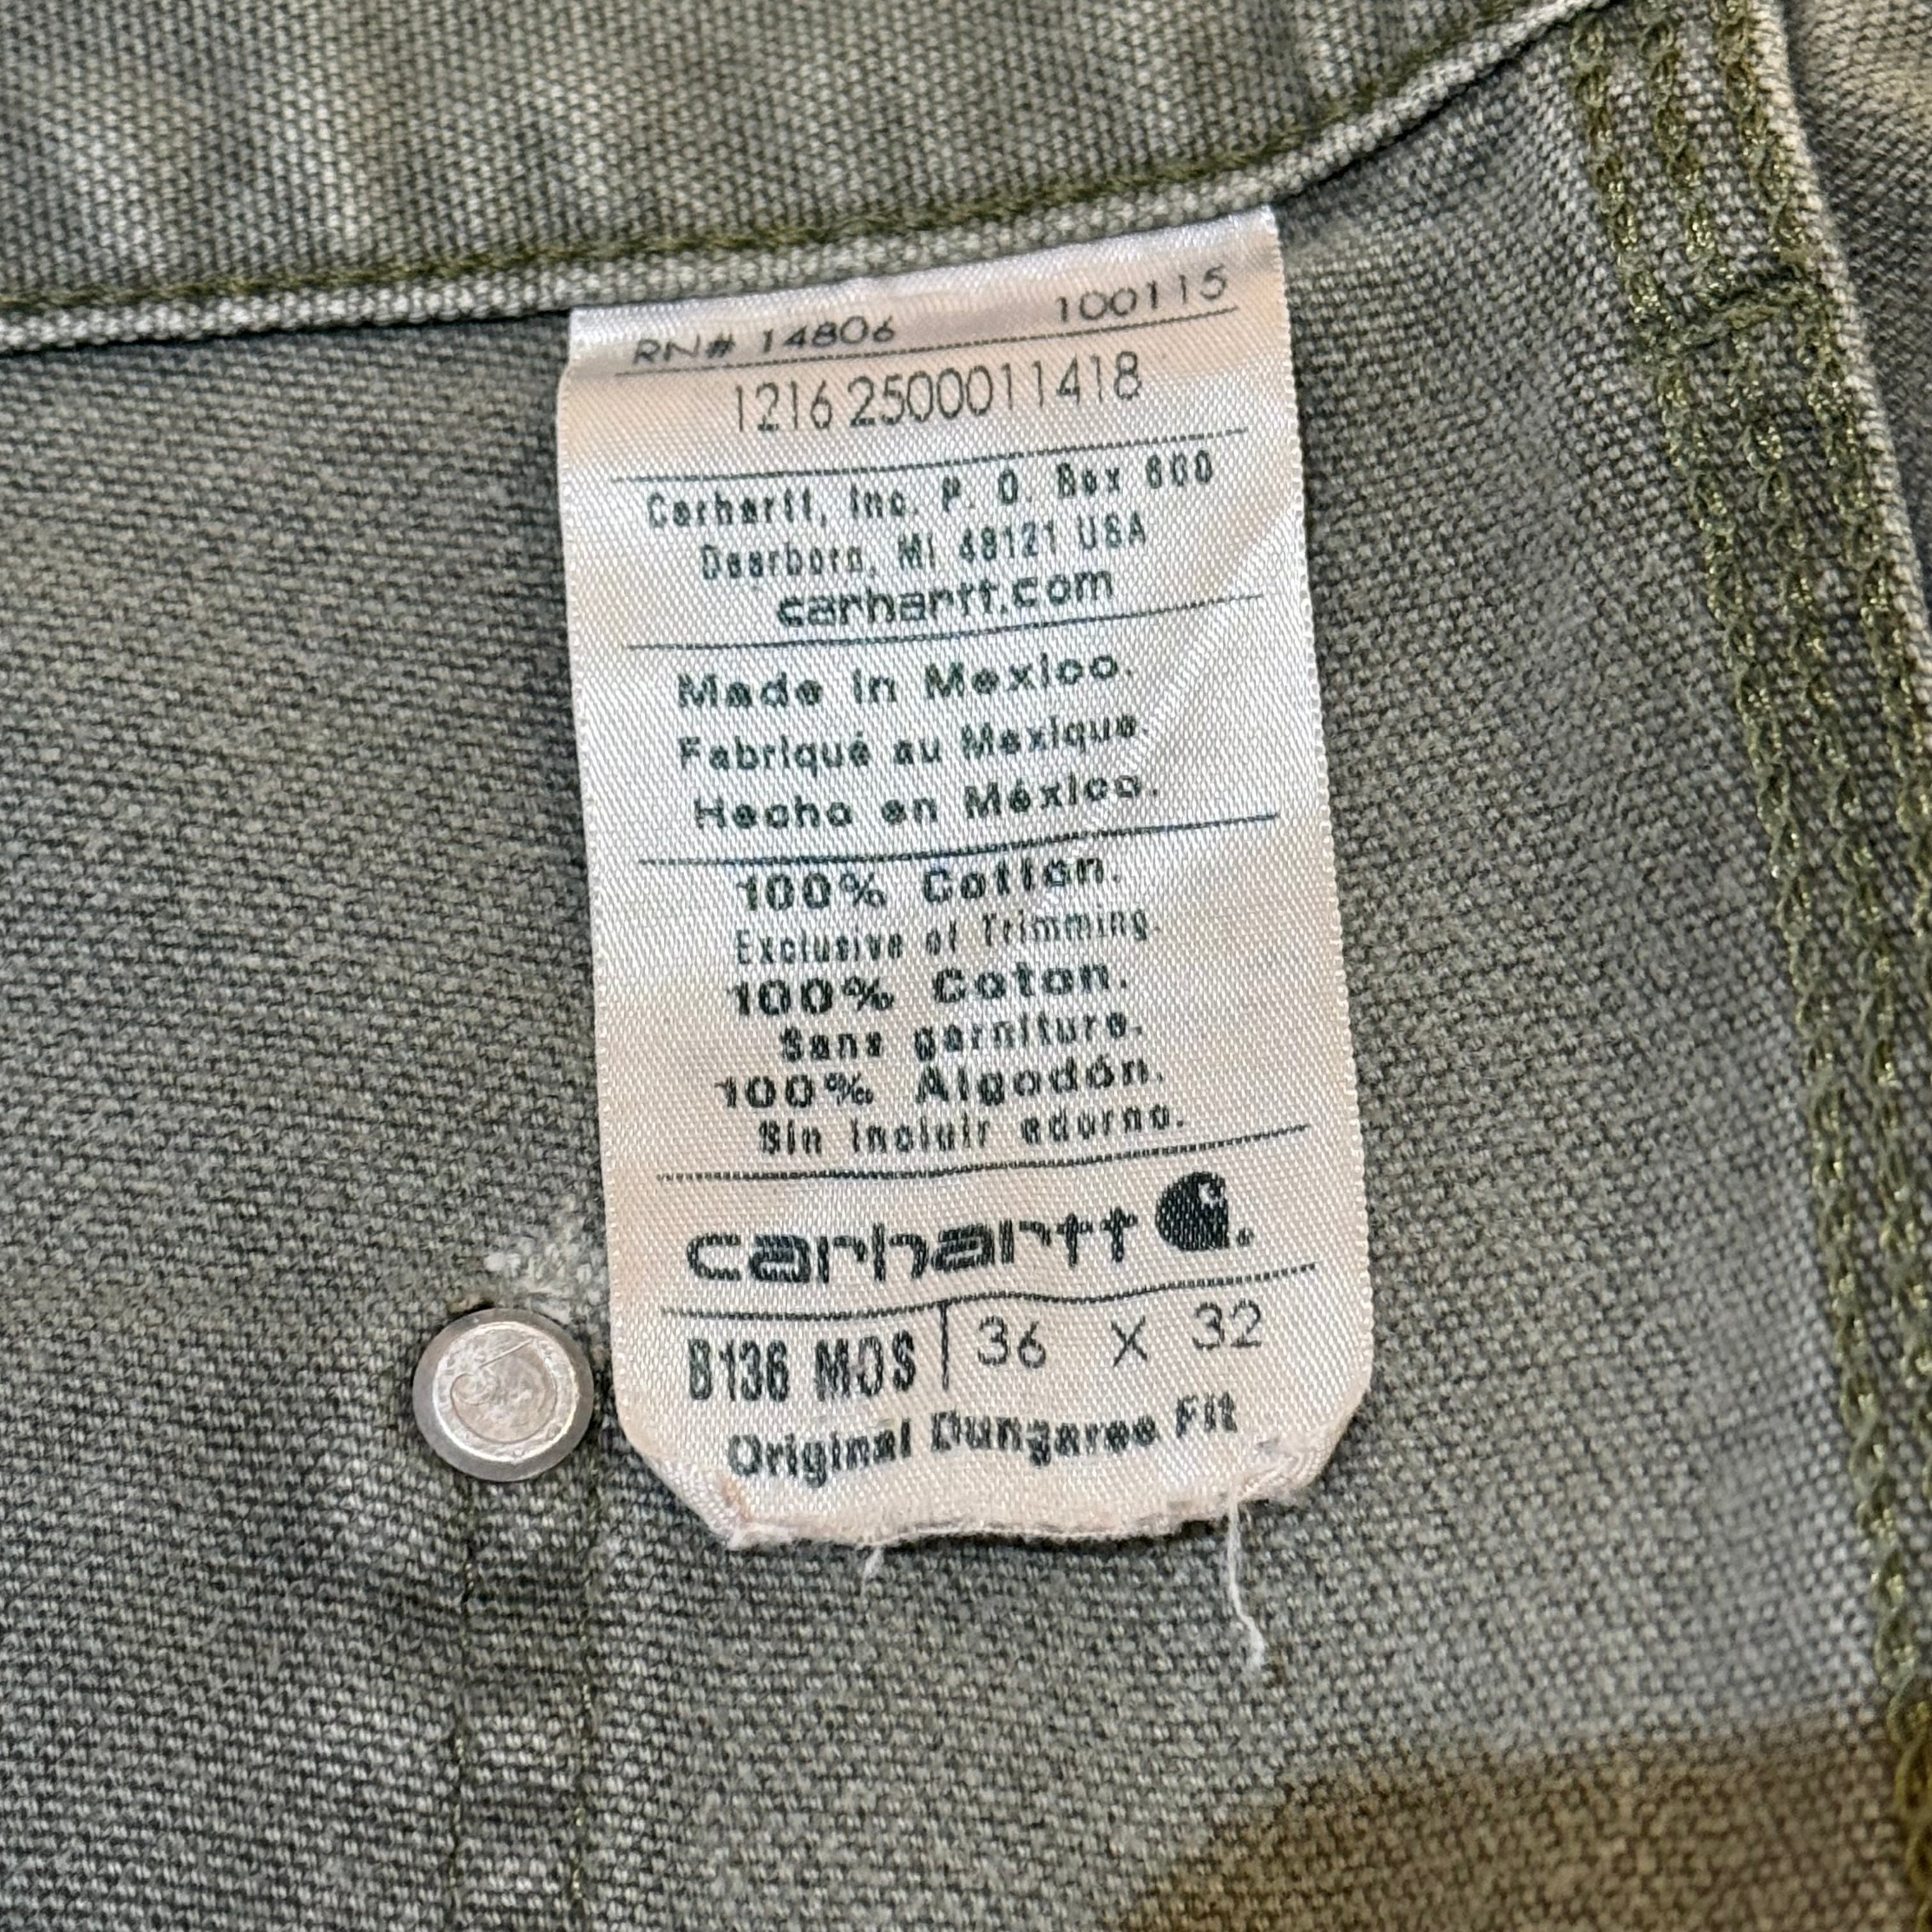 RN# 14806 100115
1216 2500011418
Carhartt, Inc. P. O. Box 600
Dearborn, MI 48121 USA
carhartt.com
Made in Mexico.
Fabriqué au Mexique.
Hecho en México.
100% Cotton.
Exclusive of Trimming.
100% Coton.
Sans garniture.
100% Algodón.
Sin incluir adorno.
carhartt
B136 MOS 36 X 32
Original Dungaree Fit